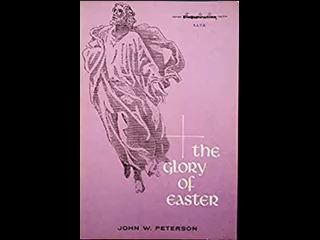 S.A.T.B.
the
GLORY
OF
EASTER
JOHN W. PETERSON